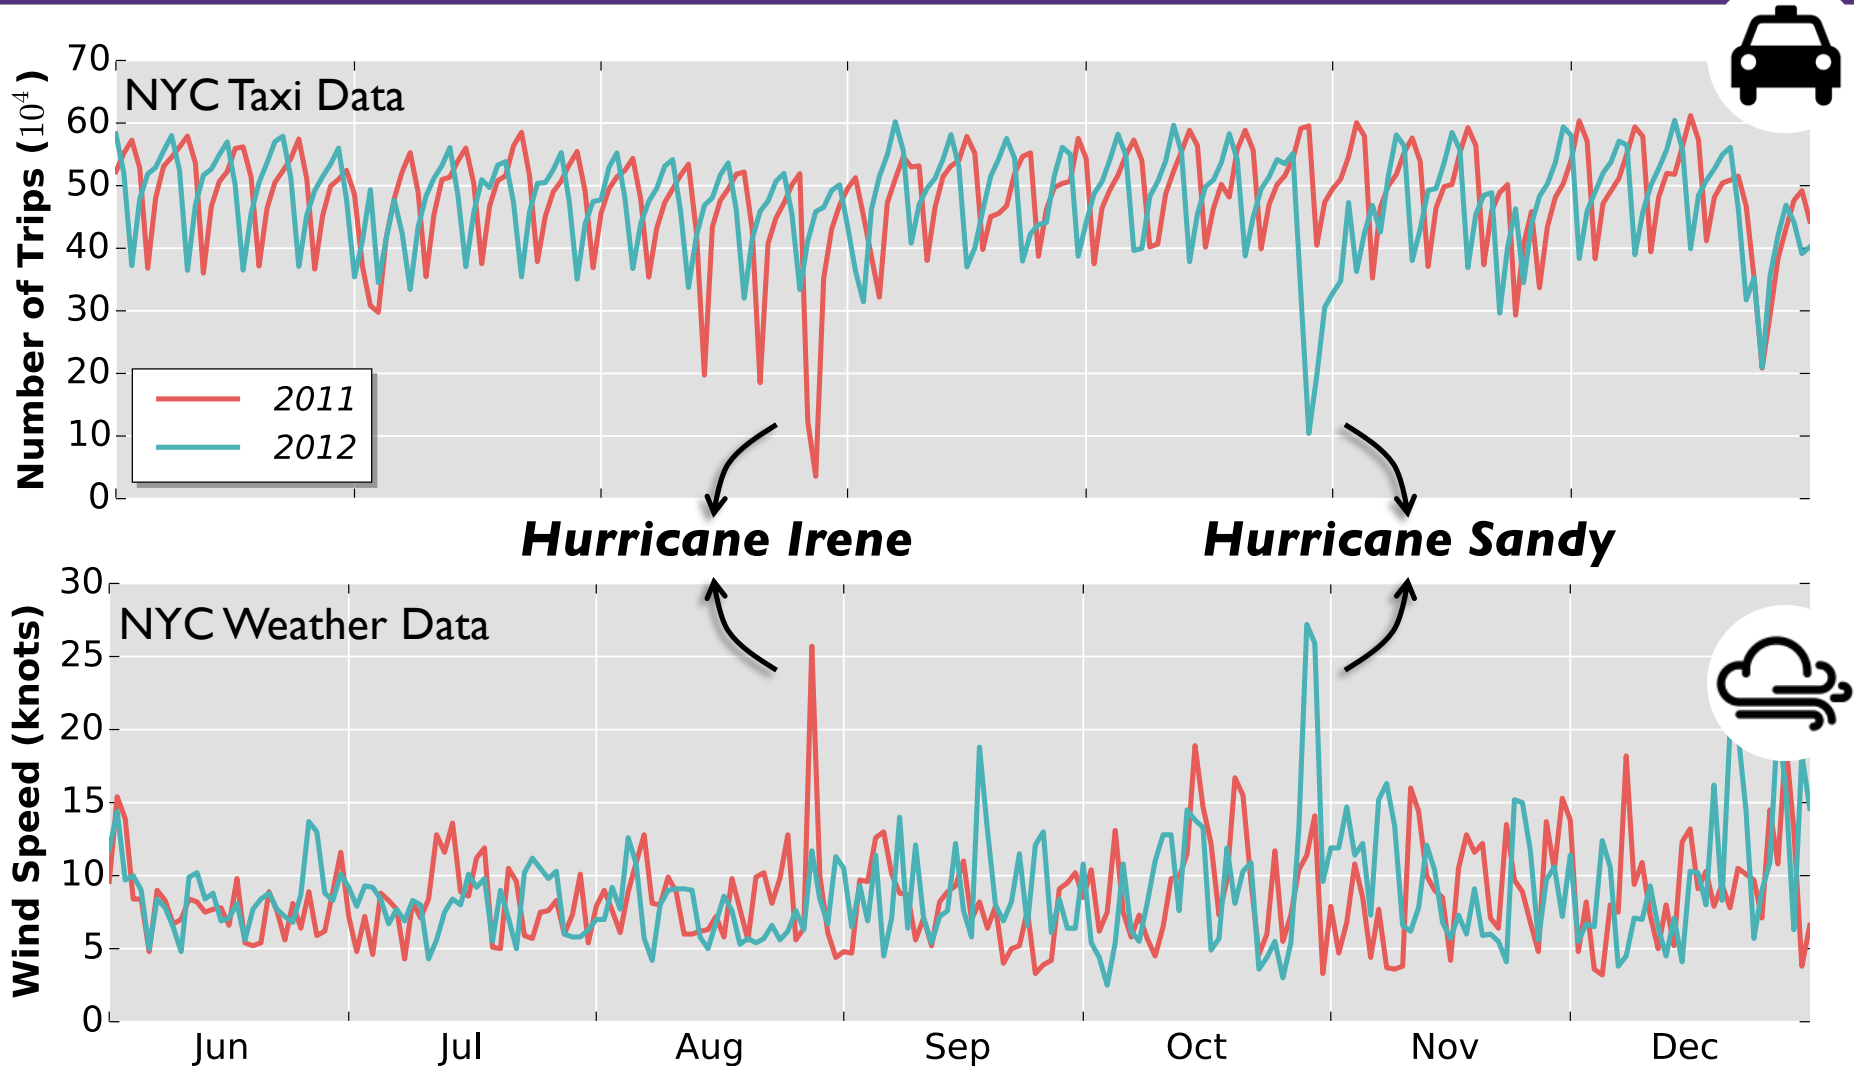 70
60
50
40
30
20
10
0
Number of Trips (10⁴)
NYC Taxi Data
2011
2012
Hurricane Irene
Hurricane Sandy
30
25
20
15
10
5
0
Wind Speed (knots)
NYC Weather Data
Jun Jul Aug Sep Oct Nov Dec